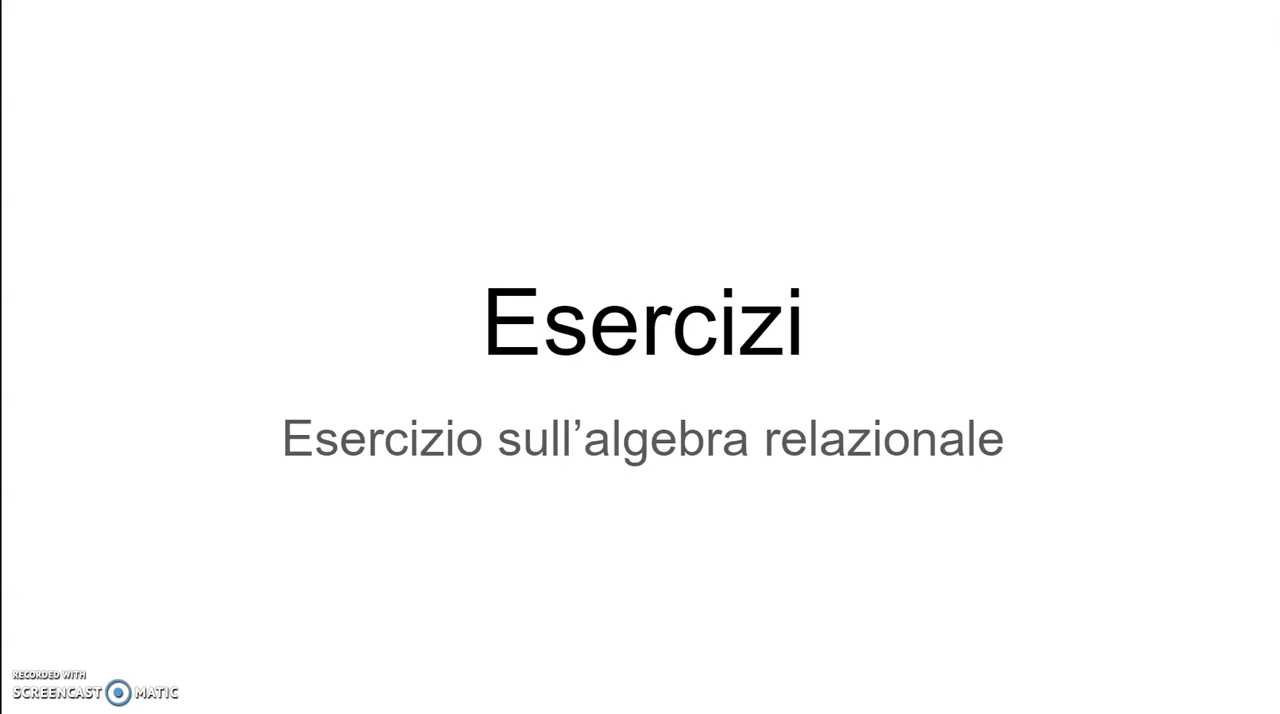 Esercizi
Esercizio sull’algebra relazionale
RECORDED WITH
SCREENCAST MATIC